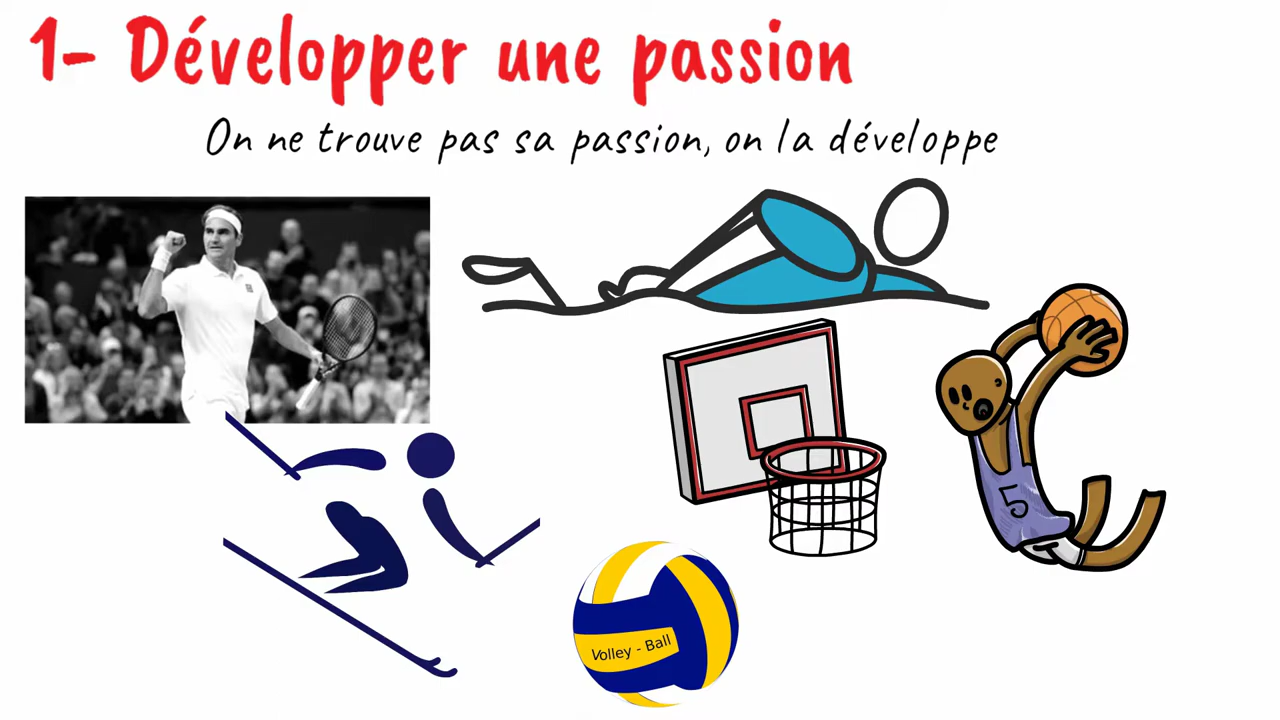 1- Développer une passion
On ne trouve pas sa passion, on la développe
5
Volley - Ball